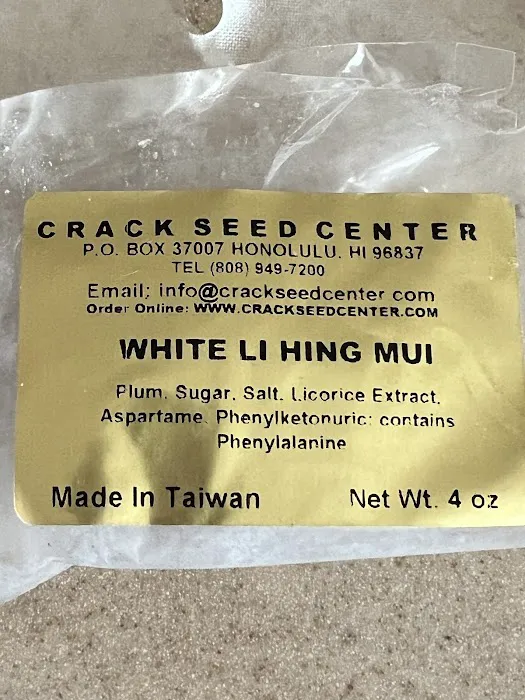 CRACK SEED CENTER
P.O. BOX 37007 HONOLULU, HI 96837
TEL (808) 949-7200
Email; info@crackseedcenter com
Order Online: WWW.CRACKSEEDCENTER.COM
WHITE LI HING MUI
Plum, Sugar, Salt, Licorice Extract,
Aspartame, Phenylketonuric: contains
Phenylalanine
Made In Taiwan Net Wt. 4 oz